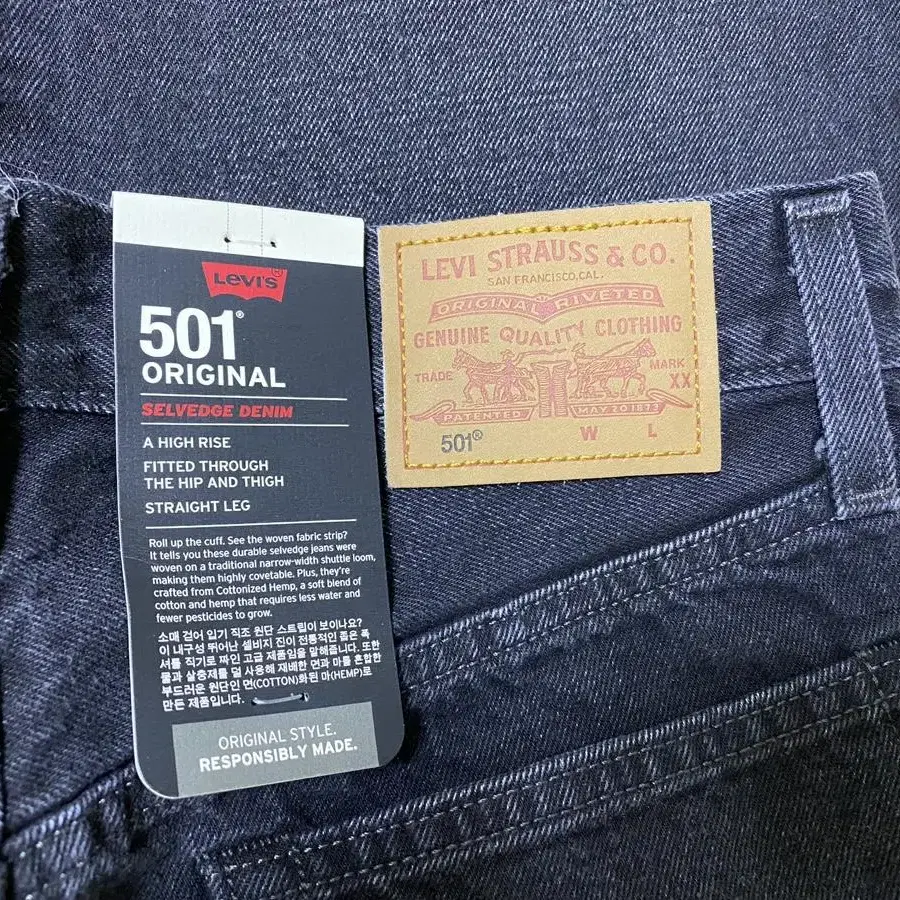 LEVI'S®
501®
ORIGINAL
SELVEDGE DENIM
A HIGH RISE
FITTED THROUGH
THE HIP AND THIGH
STRAIGHT LEG
Roll up the cuff. See the woven fabric strip?
It tells you these durable selvedge jeans were
woven on a traditional narrow-width shuttle loom,
making them highly covetable. Plus, they're
crafted from Cottonized Hemp, a soft blend of
cotton and hemp that requires less water and
fewer pesticides to grow.
소매 걷어 입기 직조 원단 스트립이 보이나요?
이 내구성 뛰어난 셀비지 진이 전통적인 좁은 폭
셔틀 직기로 짜인 고급 제품임을 말해줍니다. 또한
물과 살충제를 덜 사용해 재배한 면과 마를 혼합한
부드러운 원단인 면(COTTON)화된 마(HEMP)로
만든 제품입니다.
ORIGINAL STYLE.
RESPONSIBLY MADE.
LEVI STRAUSS & CO.
SAN FRANCISCO, CAL.
ORIGINAL RIVETED
GENUINE QUALITY CLOTHING
TRADE MARK
XX
PATENTED MAY 20 1873
501® W L